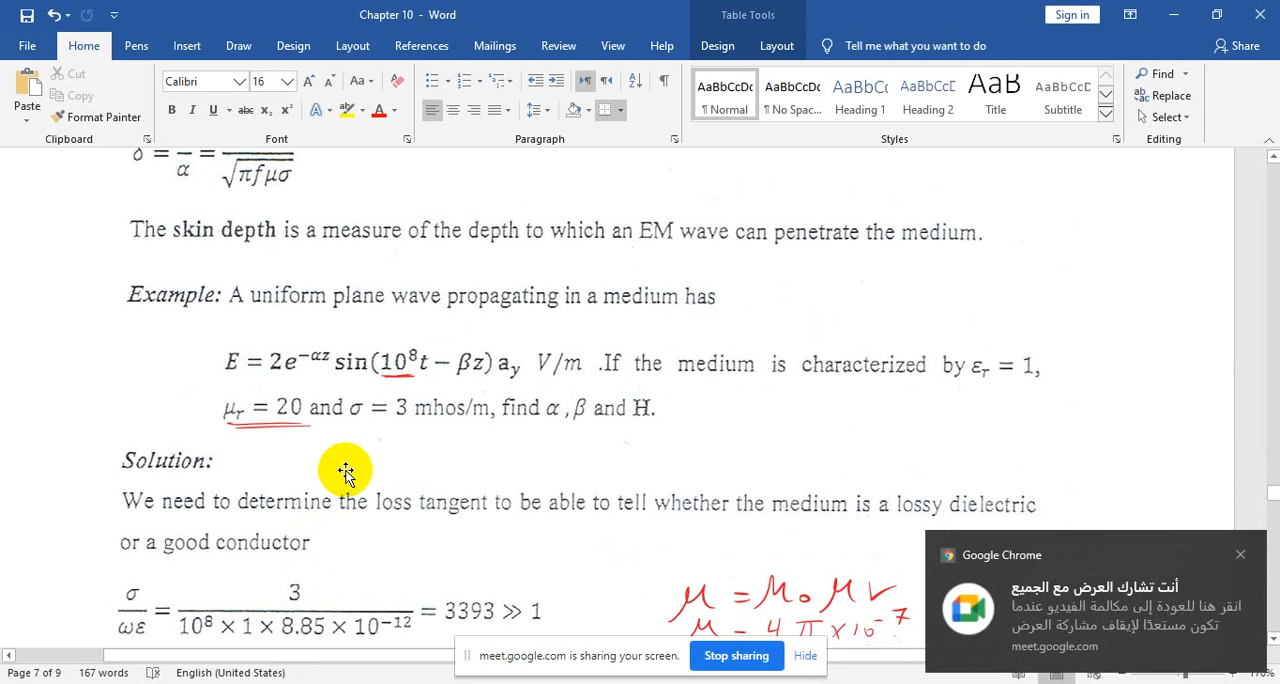 Chapter 10 - Word
Table Tools
Sign in
File Home Pens Insert Draw Design Layout References Mailings Review View Help Design Layout Tell me what you want to do Share
Paste
Cut
Copy
Format Painter
Clipboard
Calibri 16 Aa
B I U abc x₂ x² A A
Font
Paragraph
AaBbCcDc AaBbCcDc AaBbCc AaBbCcD AaB AaBbCcD
¶ Normal ¶ No Spac... Heading 1 Heading 2 Title Subtitle
Styles
Find
Replace
Select
Editing
δ = 1/α = 1/√πfμσ
The skin depth is a measure of the depth to which an EM wave can penetrate the medium.
Example: A uniform plane wave propagating in a medium has
E = 2e^−αz sin(10⁸t − βz) a_y V/m .If the medium is characterized by ε_r = 1,
μ_r = 20 and σ = 3 mhos/m, find α ,β and H.
Solution:
We need to determine the loss tangent to be able to tell whether the medium is a lossy dielectric
or a good conductor
σ/ωε = 3/(10⁸ × 1 × 8.85 × 10⁻¹²) = 3393 ≫ 1
μ = μ₀ μr
μ = 4π×10⁻⁷
Google Chrome
أنت تشارك العرض مع الجميع
انقر هنا للعودة إلى مكالمة الفيديو عندما
تكون مستعدًا لإيقاف مشاركة العرض
meet.google.com
meet.google.com is sharing your screen. Stop sharing Hide
Page 7 of 9 167 words English (United States) 170%